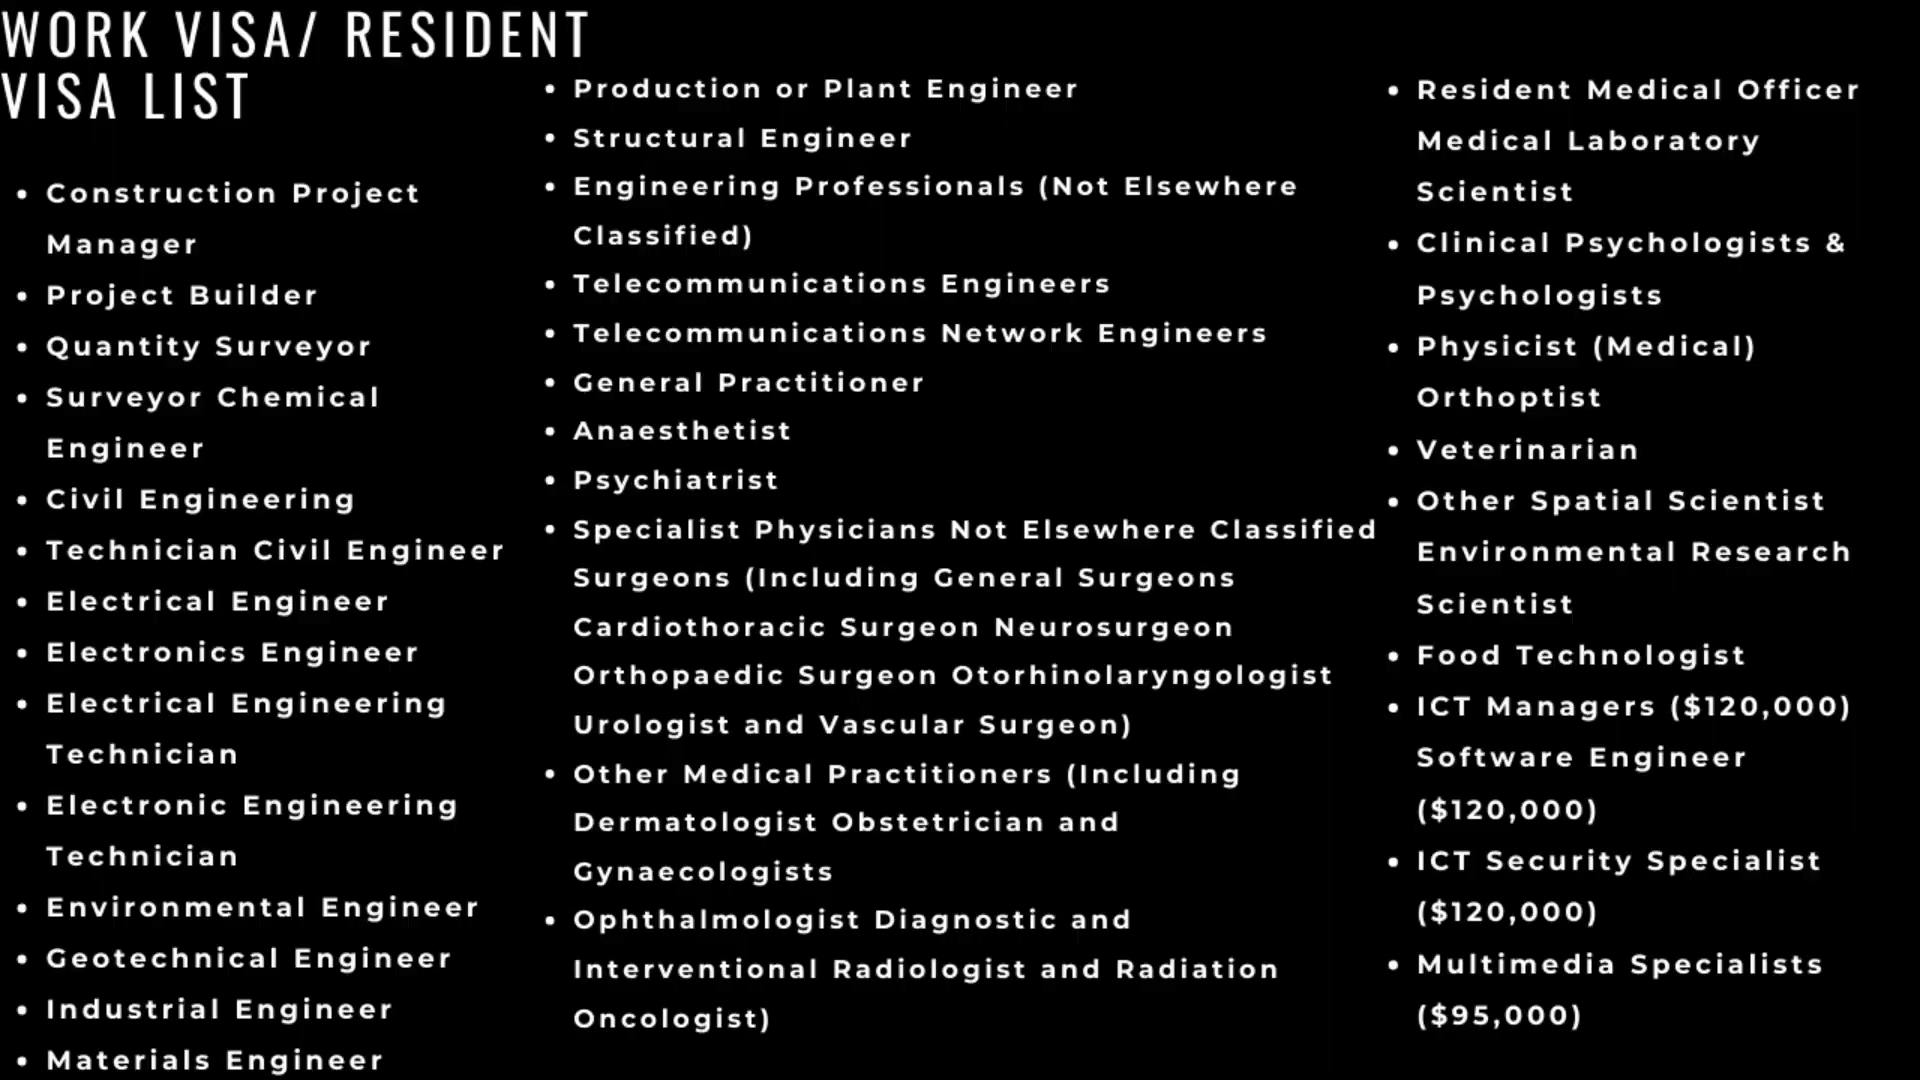 WORK VISA/ RESIDENT
VISA LIST
• Construction Project
Manager
• Project Builder
• Quantity Surveyor
• Surveyor Chemical
Engineer
• Civil Engineering
• Technician Civil Engineer
• Electrical Engineer
• Electronics Engineer
• Electrical Engineering
Technician
• Electronic Engineering
Technician
• Environmental Engineer
• Geotechnical Engineer
• Industrial Engineer
• Materials Engineer
• Production or Plant Engineer
• Structural Engineer
• Engineering Professionals (Not Elsewhere
Classified)
• Telecommunications Engineers
• Telecommunications Network Engineers
• General Practitioner
• Anaesthetist
• Psychiatrist
• Specialist Physicians Not Elsewhere Classified
Surgeons (Including General Surgeons
Cardiothoracic Surgeon Neurosurgeon
Orthopaedic Surgeon Otorhinolaryngologist
Urologist and Vascular Surgeon)
• Other Medical Practitioners (Including
Dermatologist Obstetrician and
Gynaecologists
• Ophthalmologist Diagnostic and
Interventional Radiologist and Radiation
Oncologist)
• Resident Medical Officer
Medical Laboratory
Scientist
• Clinical Psychologists &
Psychologists
• Physicist (Medical)
Orthoptist
• Veterinarian
• Other Spatial Scientist
Environmental Research
Scientist
• Food Technologist
• ICT Managers ($120,000)
Software Engineer
($120,000)
• ICT Security Specialist
($120,000)
• Multimedia Specialists
($95,000)